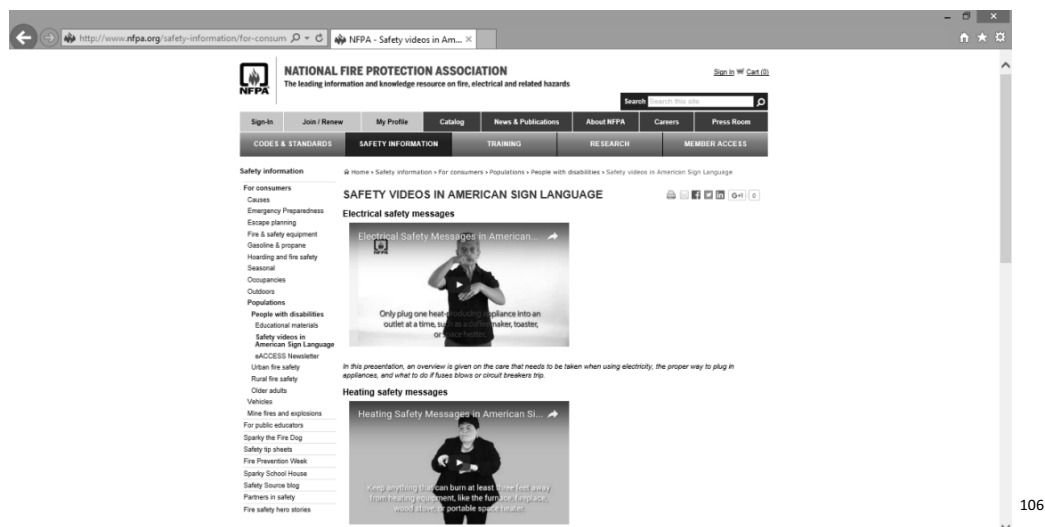 http://www.nfpa.org/safety-information/for-consum
NFPA - Safety videos in Am...
NFPA
NATIONAL FIRE PROTECTION ASSOCIATION
The leading information and knowledge resource on fire, electrical and related hazards
Sign In Cart (0)
Search Search this site
Sign-In Join / Renew My Profile Catalog News & Publications About NFPA Careers Press Room
CODES & STANDARDS SAFETY INFORMATION TRAINING RESEARCH MEMBER ACCESS
Safety information
For consumers
Causes
Emergency Preparedness
Escape planning
Fire & safety equipment
Gasoline & propane
Hoarding and fire safety
Seasonal
Occupancies
Outdoors
Populations
People with disabilities
Educational materials
Safety videos in
American Sign Language
eACCESS Newsletter
Urban fire safety
Rural fire safety
Older adults
Vehicles
Mine fires and explosions
For public educators
Sparky the Fire Dog
Safety tip sheets
Fire Prevention Week
Sparky School House
Safety Source blog
Partners in safety
Fire safety hero stories
Home » Safety information » For consumers » Populations » People with disabilities » Safety videos in American Sign Language
SAFETY VIDEOS IN AMERICAN SIGN LANGUAGE
G+1 0
Electrical safety messages
Electrical Safety Messages in American...
NFPA
Only plug one heat-producing appliance into an
outlet at a time, such as a coffeemaker, toaster,
or space heater.
In this presentation, an overview is given on the care that needs to be taken when using electricity, the proper way to plug in
appliances, and what to do if fuses blows or circuit breakers trip.
Heating safety messages
Heating Safety Messages in American Si...
Keep anything that can burn at least three feet away
from heating equipment, like the furnace, fireplace,
wood stove, or portable space heater.
106